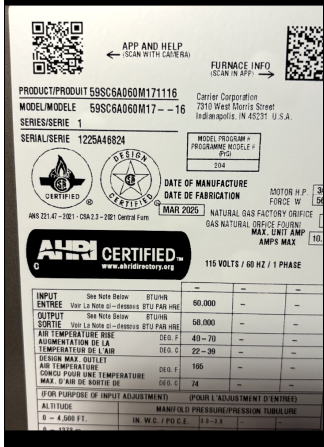 APP AND HELP
← (SCAN WITH CAMERA)
FURNACE INFO
(SCAN IN APP) →
PRODUCT/PRODUIT 59SC6A060M171116
MODEL/MODELE 59SC6A060M17--16
SERIES/SERIE 1
SERIAL/SERIE 1225A46824
Carrier Corporation
7310 West Morris Street
Indianapolis, IN 46231 U.S.A.
MODEL PROGRAM #
PROGRAMME MODELE #
(PrG)
204
CERTIFIED
DESIGN
CERTIFIED
ANS Z21.47 - 2021 - CSA 2.3 - 2021 Central Furn
DATE OF MANUFACTURE
DATE DE FABRICATION
MAR 2025
MOTOR H.P.
FORCE W
NATURAL GAS FACTORY ORIFICE
GAS NATUREL ORIFICE FOURNI
MAX. UNIT AMP
AMPS MAX 10.
C AHRI CERTIFIED™
www.ahridirectory.org
115 VOLTS / 60 HZ / 1 PHASE
INPUT See Note Below BTU/HR
ENTREE Voir La Note ci-dessous BTU PAR HRE 60,000 – –
OUTPUT See Note Below BTU/HR
SORTIE Voir La Note ci-dessous BTU PAR HRE 58,000 – –
AIR TEMPERATURE RISE DEG. F 40-70 – –
AUGMENTATION DE LA
TEMPERATEUR DE L'AIR DEG. C 22-39 – –
DESIGN MAX. OUTLET
AIR TEMPERATURE DEG. F 165 – –
CONCU POUR UNE TEMPERATURE
MAX. D'AIR DE SORTIE DE DEG. C 74 – –
(FOR PURPOSE OF INPUT ADJUSTMENT) (POUR L'ADJUSTMENT D'ENTREE)
ALTITUDE MANIFOLD PRESSURE/PRESSION TUBULURE
0 - 4,500 FT. IN. W.C. / PO C.E. – –